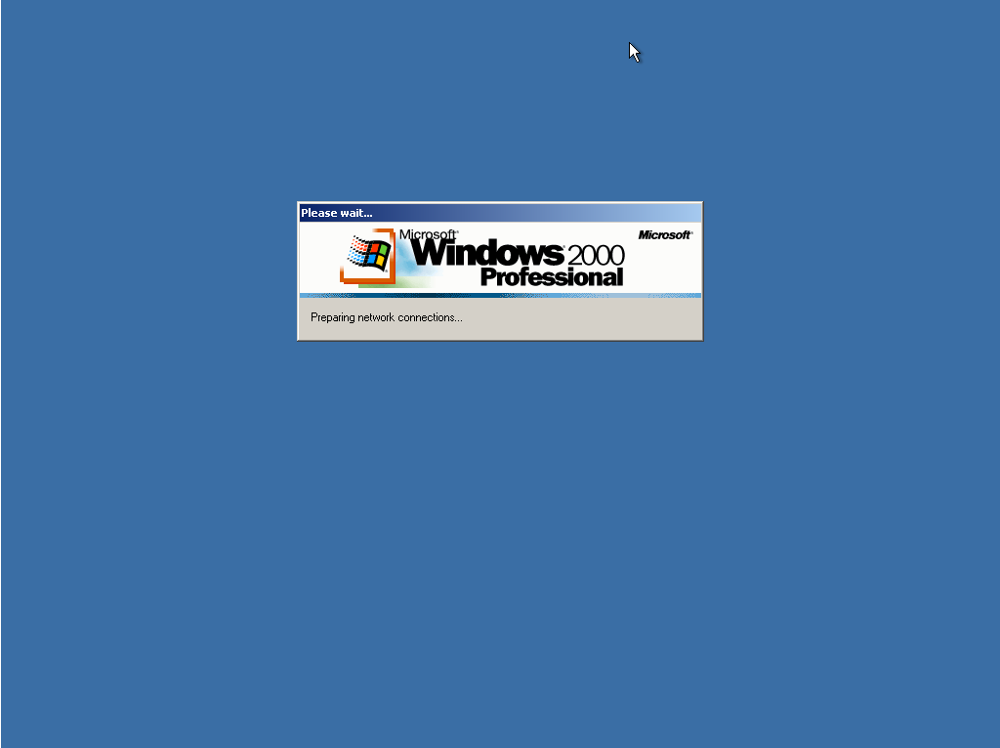 Please wait...
Microsoft®
Microsoft®
Windows® 2000
Professional
Preparing network connections...